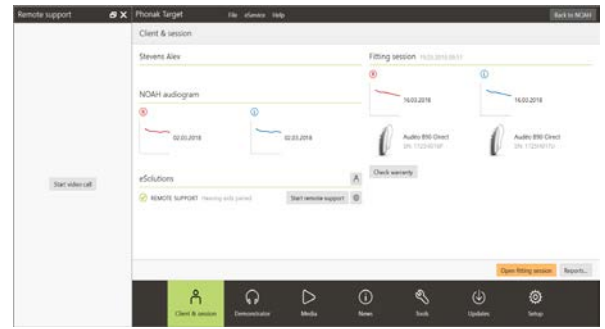 Remote support
Phonak Target
File eService Help
Back to NOAH
Client & session
Stevens Alex
NOAH audiogram
R
L
02.03.2018
02.03.2018
eSolutions
REMOTE SUPPORT Hearing aids paired
Start remote support
Start video call
Fitting session
R
L
16.03.2018
16.03.2018
Audéo B90 Direct
Audéo B90 Direct
Check warranty
Open fitting session
Reports...
Client & session
Demonstrator
Media
News
Tools
Updates
Setup